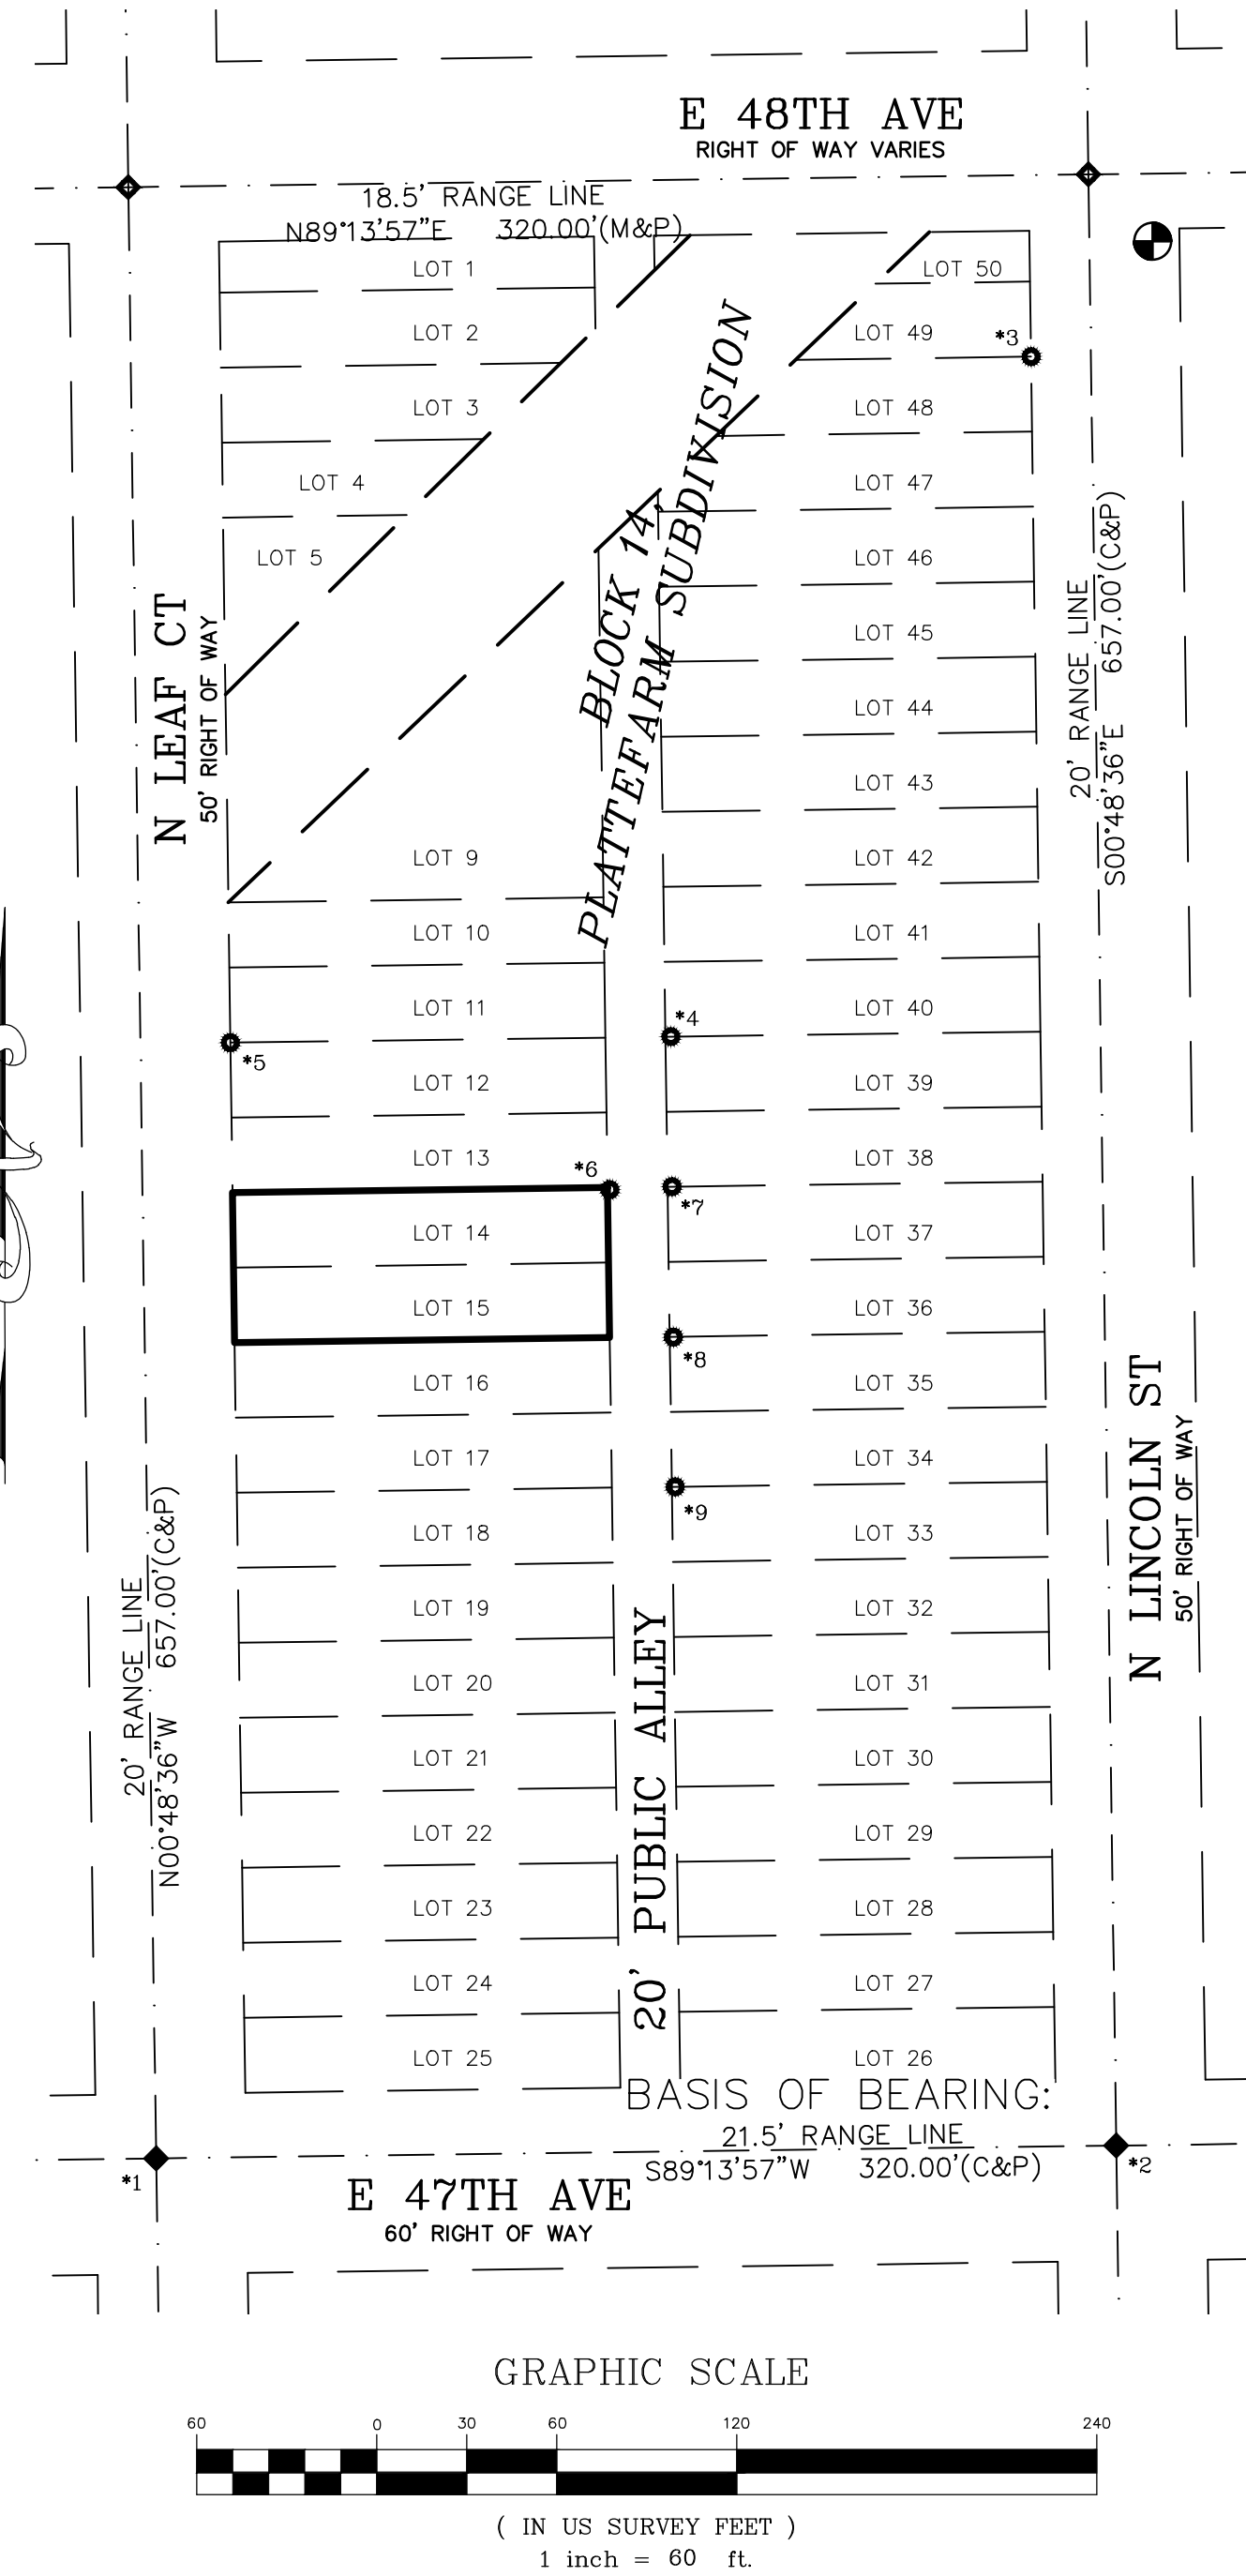 E 48TH AVE
RIGHT OF WAY VARIES
18.5' RANGE LINE
N89°13'57"E 320.00'(M&P)
LOT 1
LOT 50
LOT 2
LOT 49
*3
LOT 3
LOT 48
LOT 4
LOT 47
LOT 5
LOT 46
BLOCK 14,
PLATTEFARM SUBDIVISION
N LEAF CT
50' RIGHT OF WAY
20' RANGE LINE
S00°48'36"E 657.00'(C&P)
LOT 45
LOT 44
LOT 43
LOT 9
LOT 42
LOT 10
LOT 41
LOT 11
LOT 40
*4
*5
LOT 12
LOT 39
LOT 13
LOT 38
*6
*7
LOT 14
LOT 37
LOT 15
LOT 36
*8
LOT 16
LOT 35
LOT 17
LOT 34
*9
LOT 18
LOT 33
N LINCOLN ST
50' RIGHT OF WAY
20' RANGE LINE
N00°48'36"W 657.00'(C&P)
LOT 19
LOT 32
LOT 20
LOT 31
LOT 21
LOT 30
20' PUBLIC ALLEY
LOT 22
LOT 29
LOT 23
LOT 28
LOT 24
LOT 27
LOT 25
LOT 26
BASIS OF BEARING:
21.5' RANGE LINE
S89°13'57"W 320.00'(C&P)
*1
*2
E 47TH AVE
60' RIGHT OF WAY
GRAPHIC SCALE
60 0 30 60 120 240
( IN US SURVEY FEET )
1 inch = 60 ft.